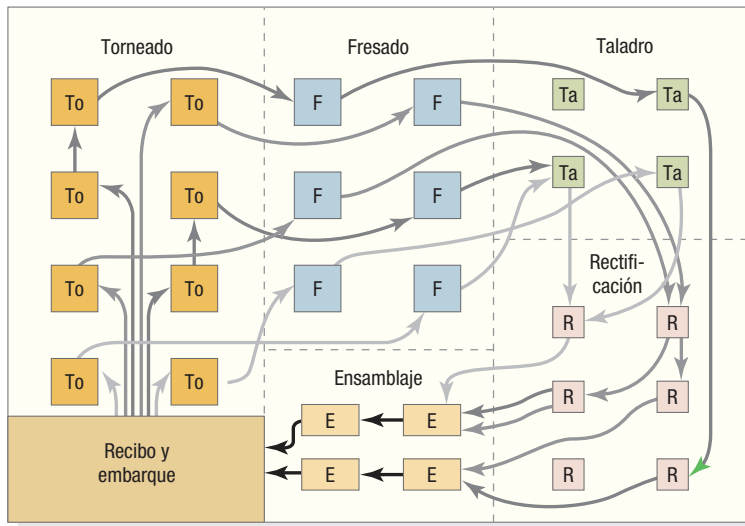 Torneado
Fresado
Taladro
To
To
F
F
Ta
Ta
To
To
F
F
Ta
Ta
To
To
F
F
Rectifi-
cación
R
R
To
To
Ensamblaje
R
R
E
E
Recibo y
embarque
E
E
R
R